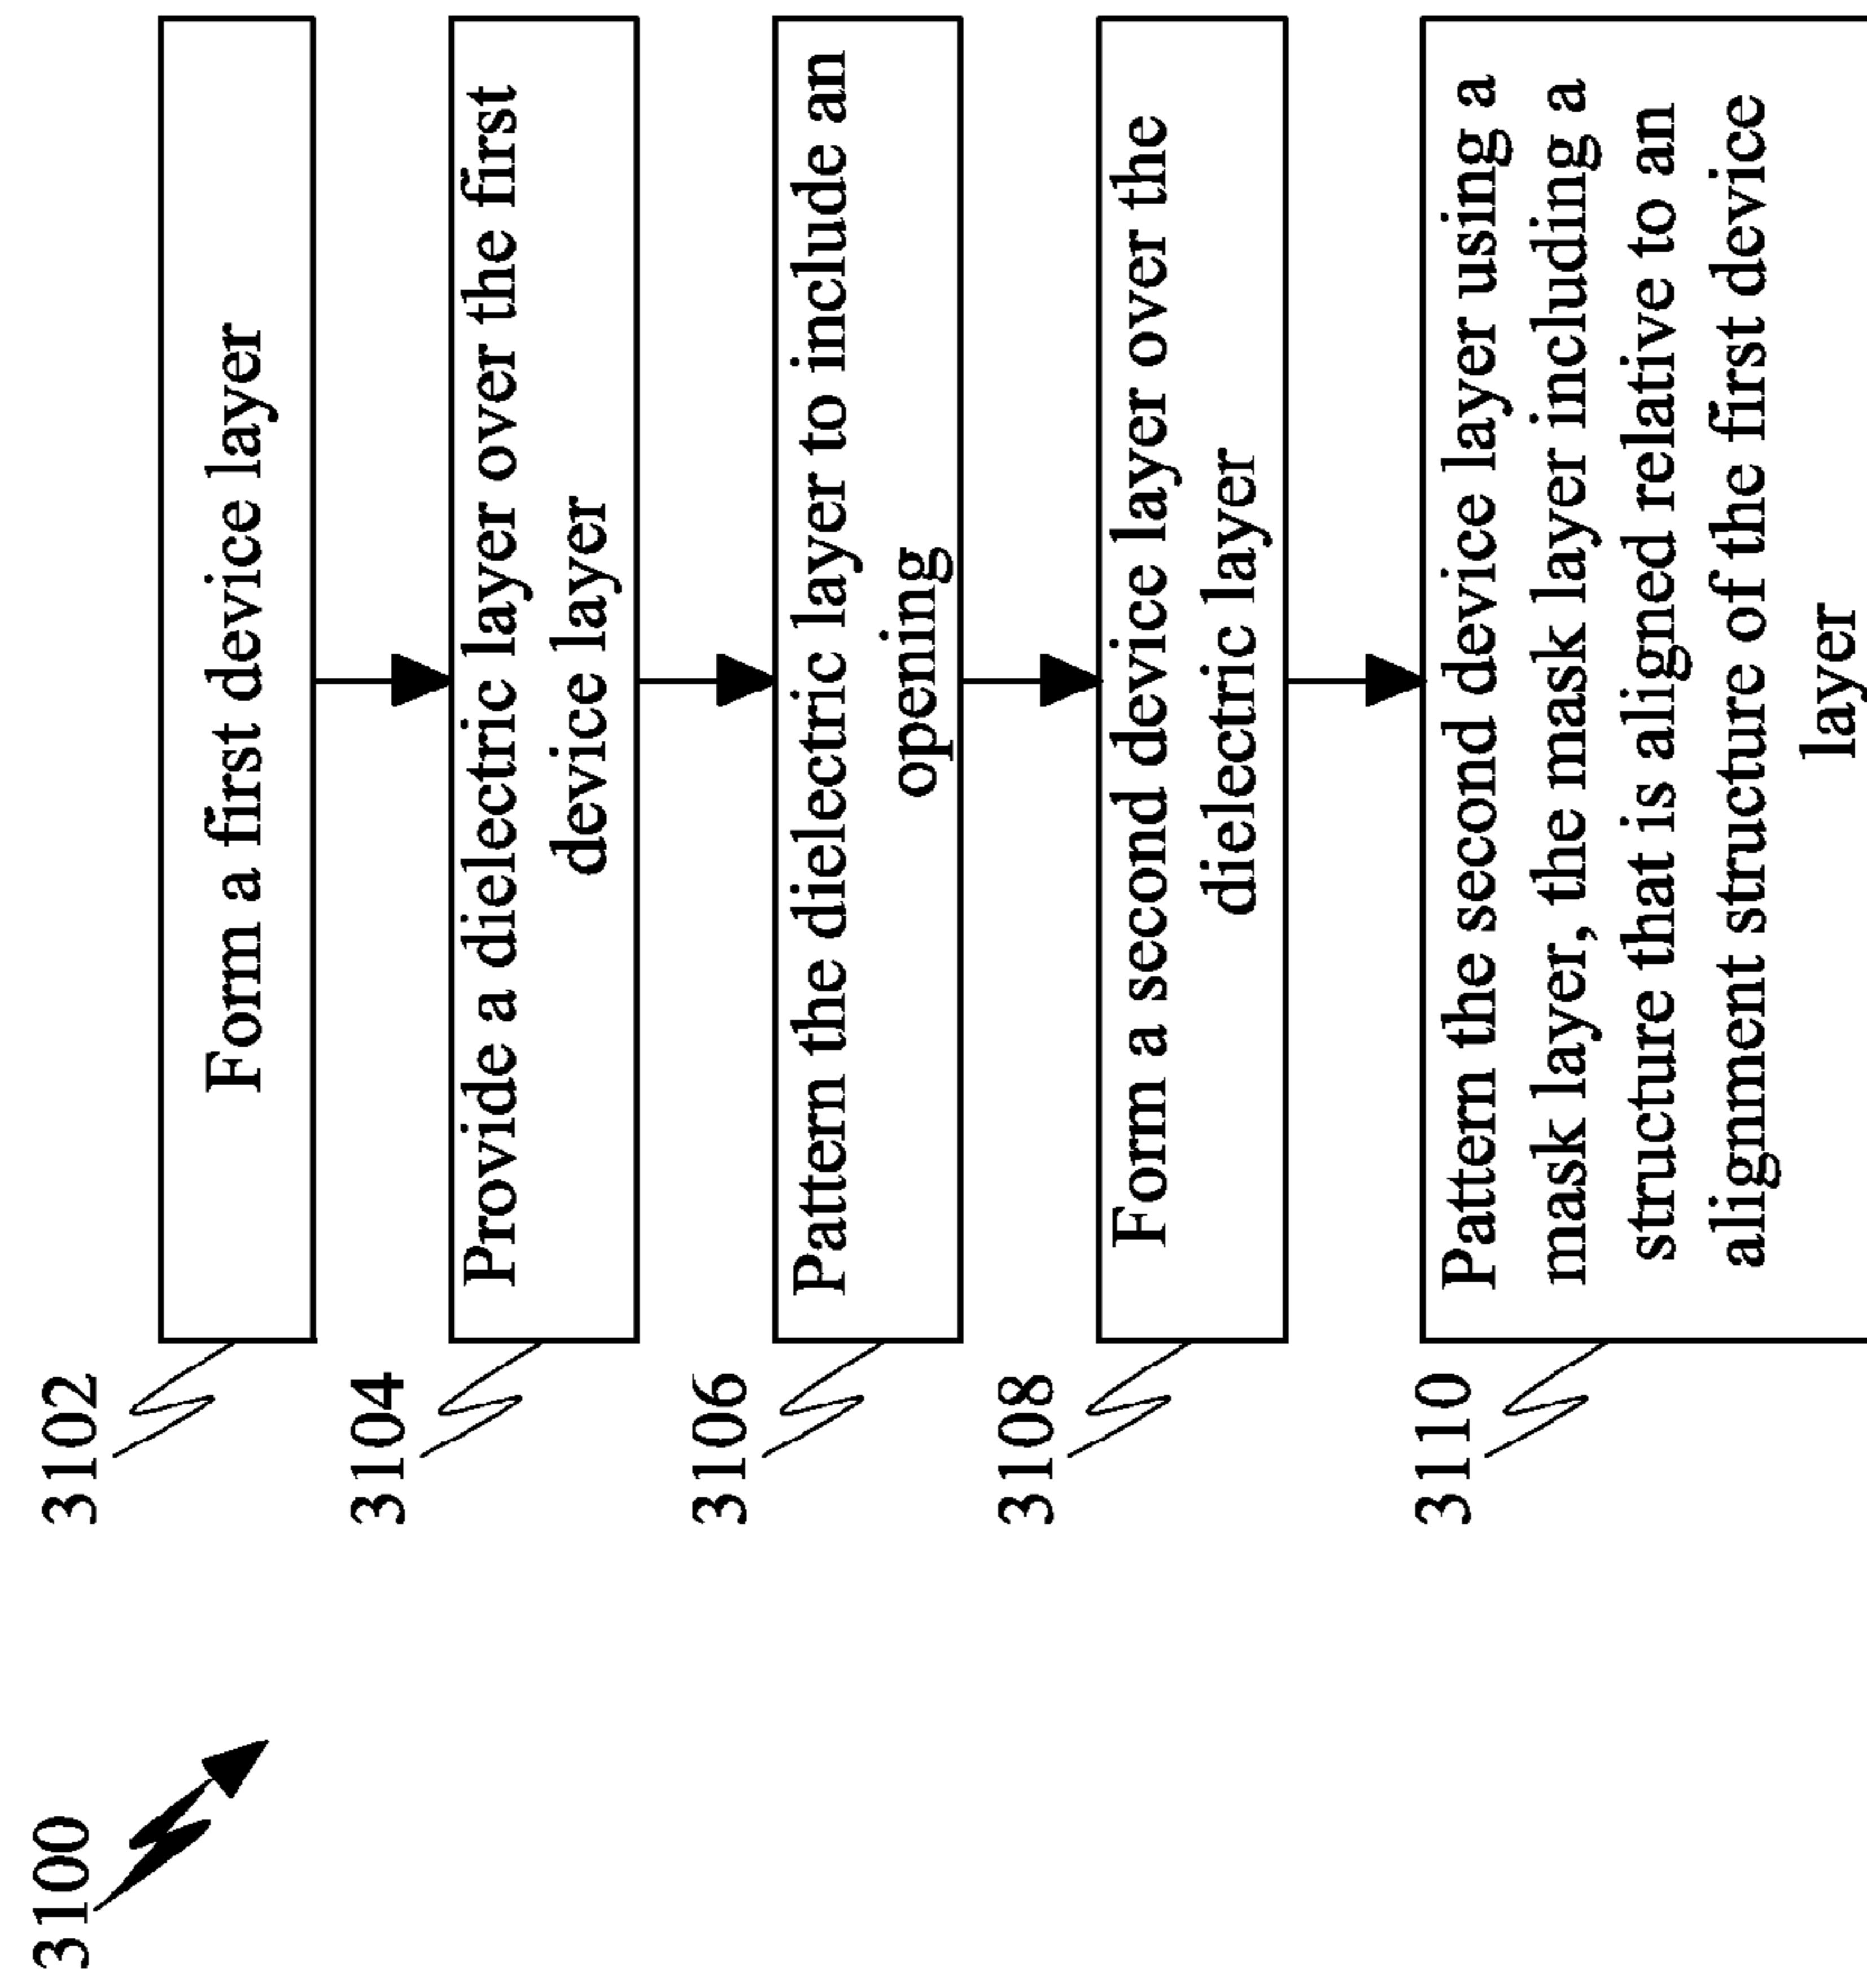 3100
3102
Form a first device layer
3104
Provide a dielectric layer over the first
device layer
3106
Pattern the dielectric layer to include an
opening
3108
Form a second device layer over the
dielectric layer
3110
Pattern the second device layer using a
mask layer, the mask layer including a
structure that is aligned relative to an
alignment structure of the first device
layer